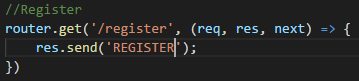 //Register
router.get('/register', (req, res, next) => {
    res.send('REGISTER');
})